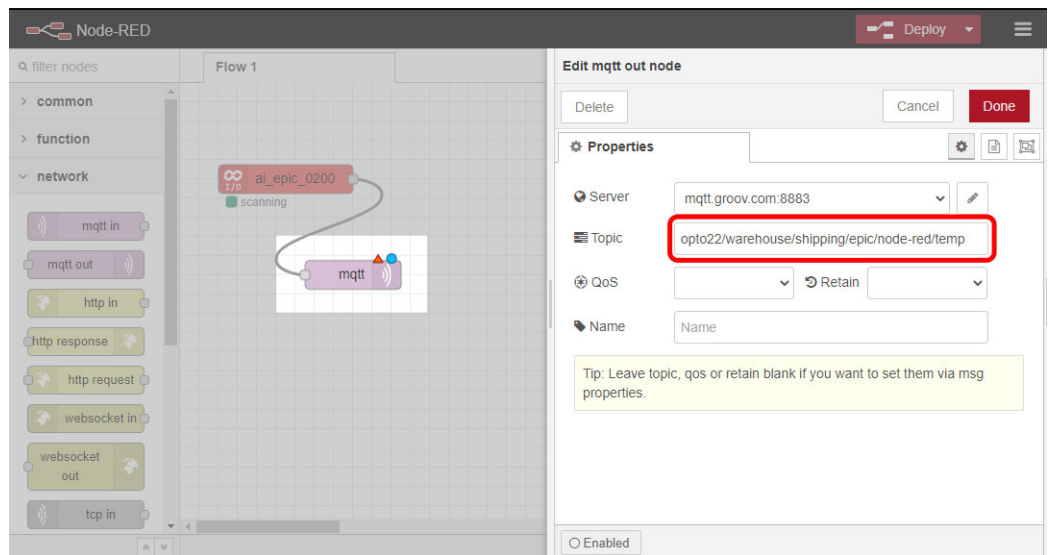 Node-RED
Deploy
filter nodes
Flow 1
Edit mqtt out node
common
Delete
Cancel
Done
function
Properties
network
ai_epic_0200
I/O
scanning
Server
mqtt.groov.com:8883
mqtt in
Topic
opto22/warehouse/shipping/epic/node-red/temp
mqtt out
mqtt
QoS
Retain
http in
Name
Name
http response
Tip: Leave topic, qos or retain blank if you want to set them via msg
properties.
http request
websocket in
websocket
out
tcp in
Enabled